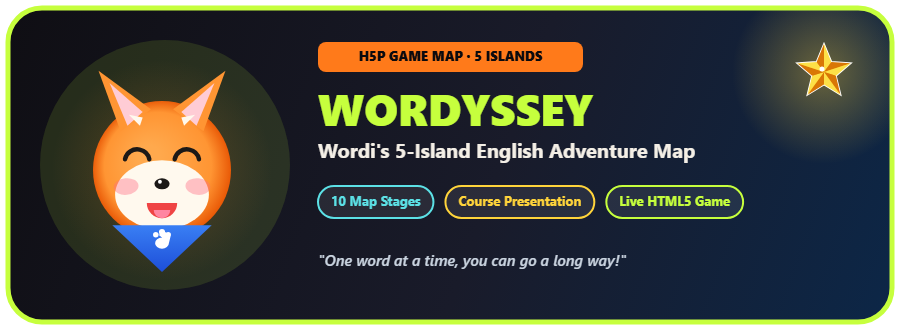 H5P GAME MAP · 5 ISLANDS
WORDYSSEY
Wordi's 5-Island English Adventure Map
10 Map Stages
Course Presentation
Live HTML5 Game
"One word at a time, you can go a long way!"